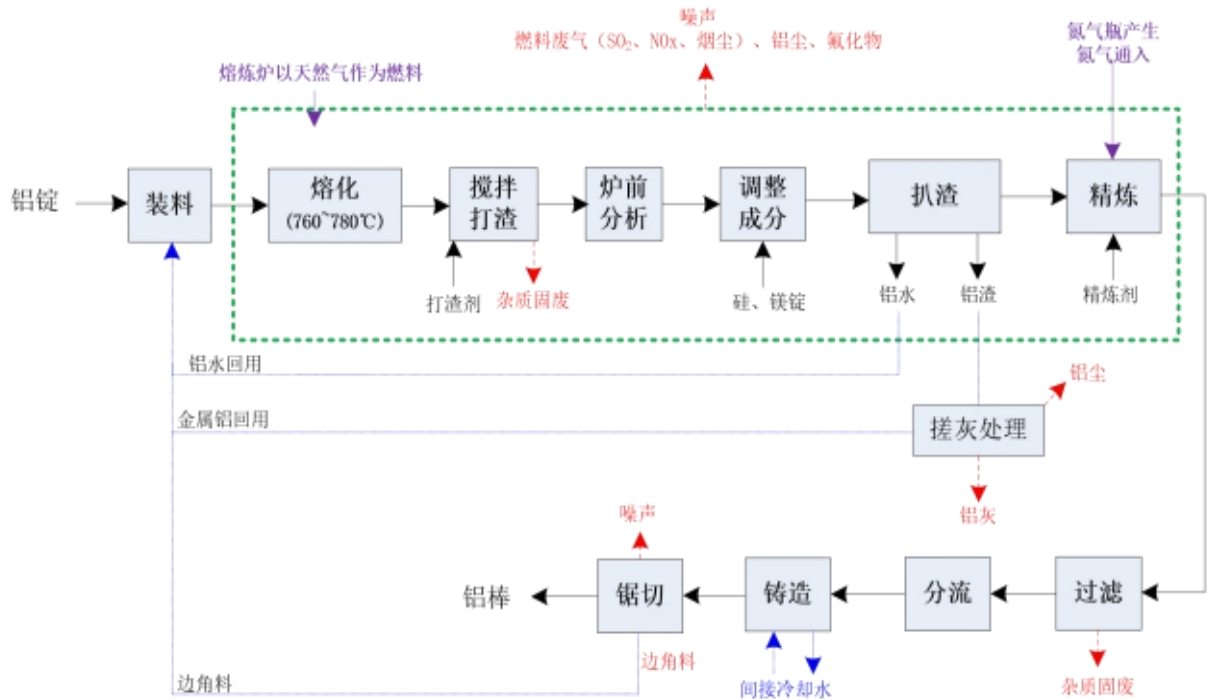 噪声
燃料废气（SO₂、NOx、烟尘）、铝尘、氟化物
氮气瓶产生
氮气通入
熔炼炉以天然气作为燃料
铝锭
装料
熔化
(760~780℃)
搅拌
打渣
炉前
分析
调整
成分
扒渣
精炼
打渣剂
杂质固废
硅、镁锭
铝水
铝渣
精炼剂
铝水回用
铝尘
金属铝回用
搓灰处理
铝灰
噪声
铝棒
锯切
铸造
分流
过滤
边角料
边角料
间接冷却水
杂质固废